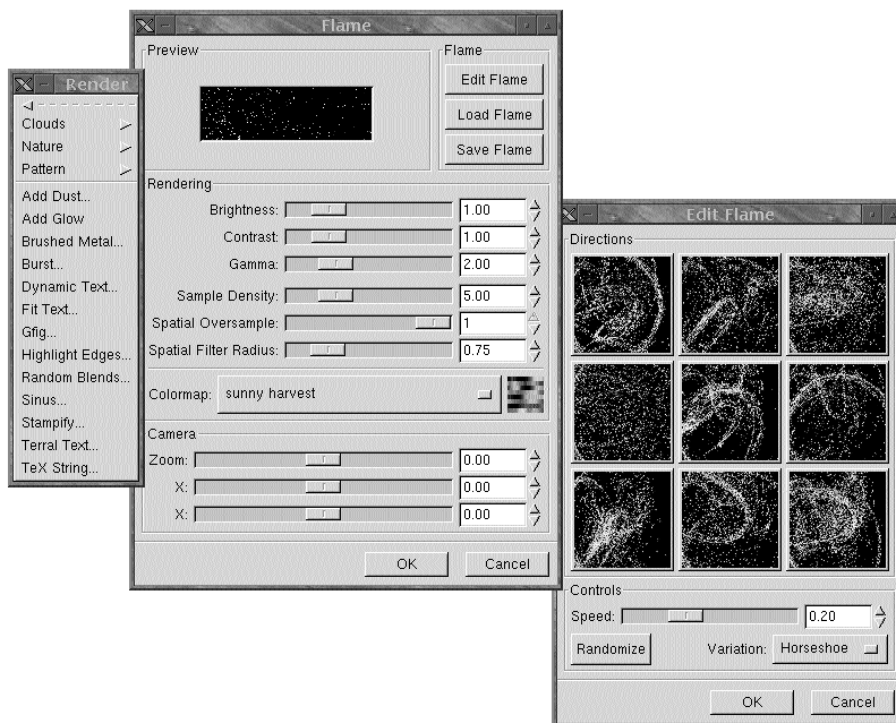 Render
Clouds
Nature
Pattern
Add Dust...
Add Glow
Brushed Metal...
Burst...
Dynamic Text...
Fit Text...
Gfig...
Highlight Edges...
Random Blends...
Sinus...
Stampify...
Terral Text...
TeX String...
Flame
Preview
Flame
Edit Flame
Load Flame
Save Flame
Rendering
Brightness: 1.00
Contrast: 1.00
Gamma: 2.00
Sample Density: 5.00
Spatial Oversample: 1
Spatial Filter Radius: 0.75
Colormap: sunny harvest
Camera
Zoom: 0.00
X: 0.00
X: 0.00
OK Cancel
Edit Flame
Directions
Controls
Speed: 0.20
Randomize Variation: Horseshoe
OK Cancel